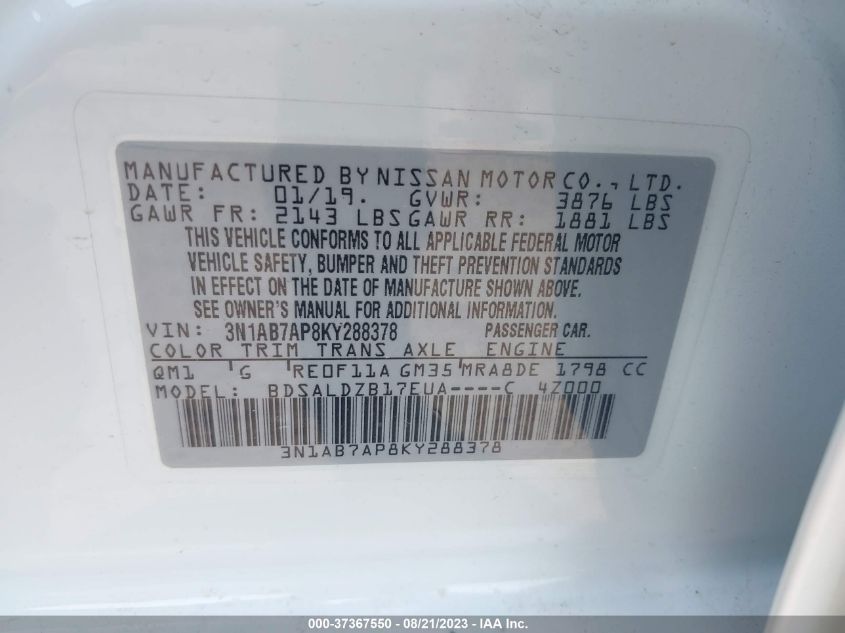 MANUFACTURED BY NISSAN MOTOR CO., LTD.
DATE: 01/19. GVWR: 3876 LBS
GAWR FR: 2143 LBS GAWR RR: 1881 LBS
THIS VEHICLE CONFORMS TO ALL APPLICABLE FEDERAL MOTOR
VEHICLE SAFETY, BUMPER AND THEFT PREVENTION STANDARDS
IN EFFECT ON THE DATE OF MANUFACTURE SHOWN ABOVE.
SEE OWNER'S MANUAL FOR ADDITIONAL INFORMATION.
VIN: 3N1AB7AP8KY288378 PASSENGER CAR.
COLOR TRIM TRANS AXLE ENGINE
QM1 G RE0F11A GM35 MRA8DE 1798 CC
MODEL: BDSALDZB17EUA----C 4Z000
3N1AB7AP8KY288378
000-37367550 - 08/21/2023 - IAA Inc.